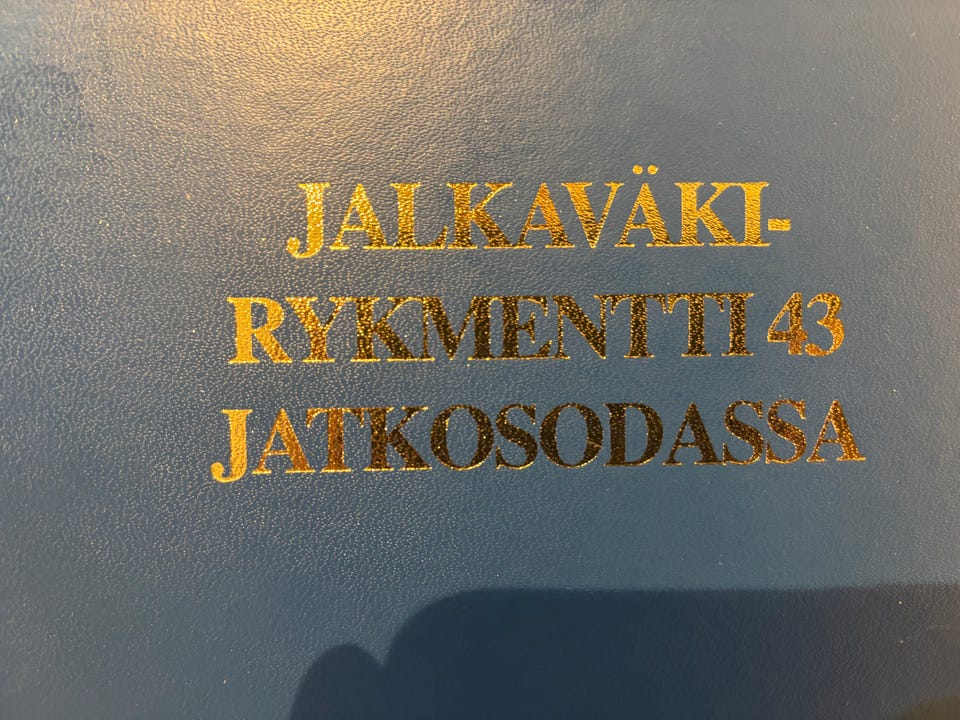 JALKAVÄKI-
RYKMENTTI 43
JATKOSODASSA